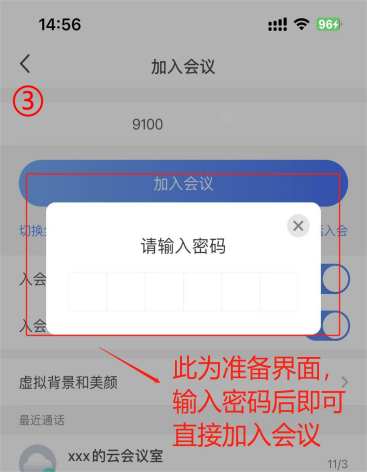 14:56
96
加入会议
③
9100
加入会议
切换
入会
请输入密码
入会
入会
此为准备界面，
输入密码后即可
直接加入会议
虚拟背景和美颜
最近通话
xxx的云会议室
11/3